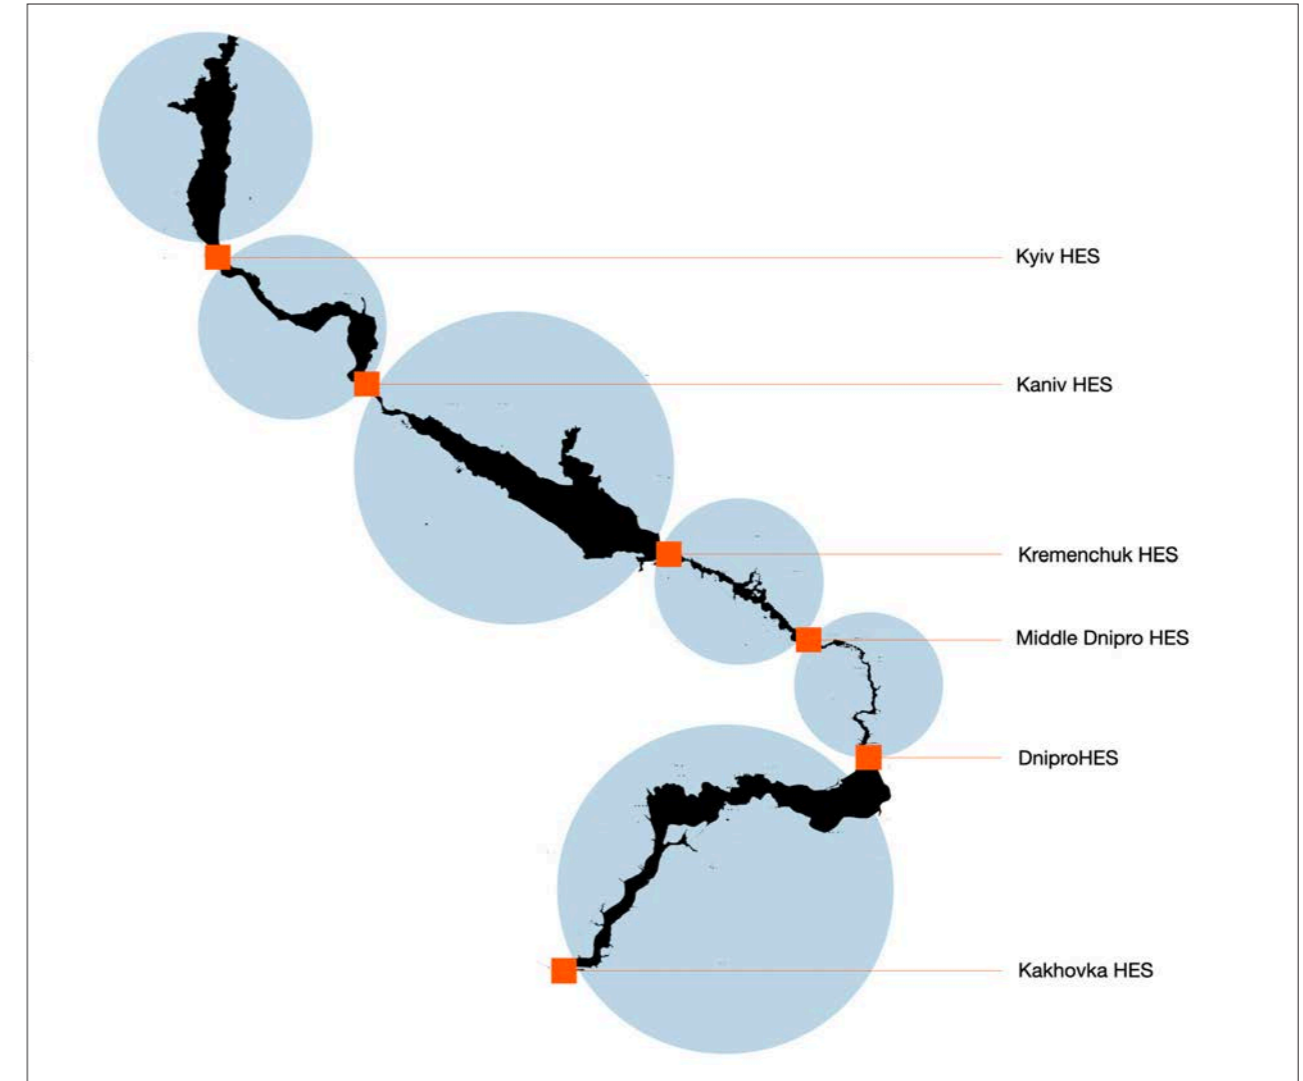 Kyiv HES
Kaniv HES
Kremenchuk HES
Middle Dnipro HES
DniproHES
Kakhovka HES